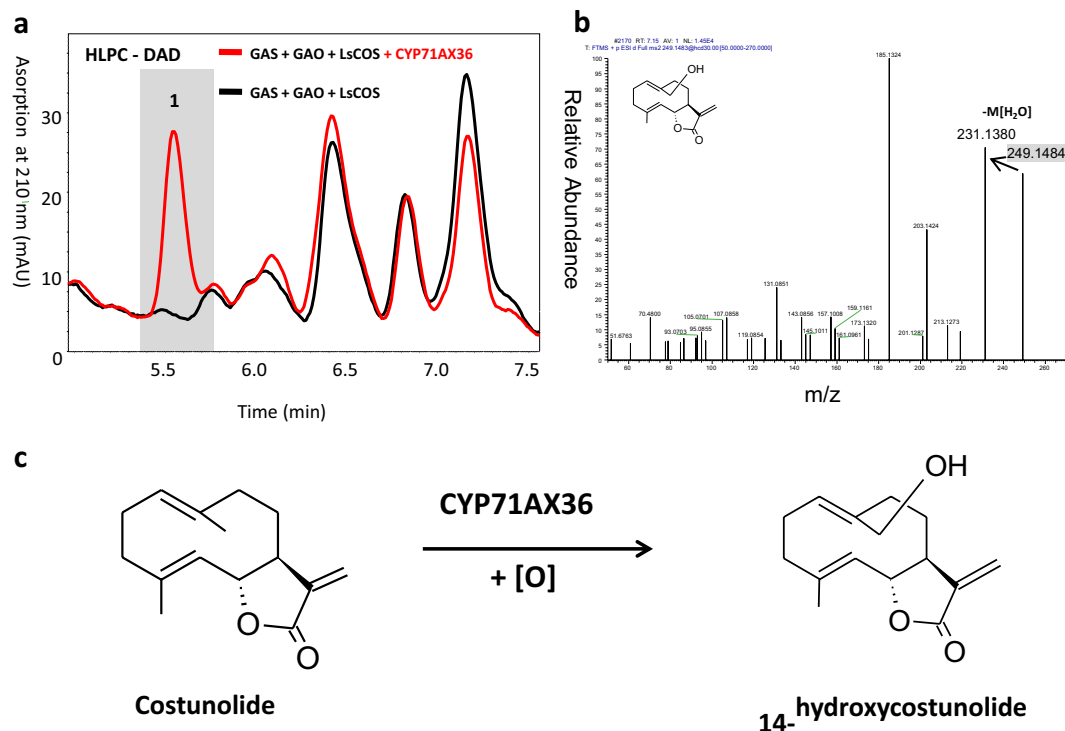 a
HLPC - DAD
GAS + GAO + LsCOS + CYP71AX36
GAS + GAO + LsCOS
1
Asorption at 210 nm (mAU)
30
20
10
0
5.5
6.0
6.5
7.0
7.5
Time (min)
b
#2170 RT: 7.15 AV: 1 NL: 1.45E4
T: FTMS + p ESI d Full ms2 249.1483@hcd30.00 [50.0000-270.0000]
Relative Abundance
100
95
90
85
80
75
70
65
60
55
50
45
40
35
30
25
20
15
10
5
0
OH
O
O
185.1324
-M[H₂O]
231.1380
249.1484
203.1424
131.0851
70.4800
105.0701
107.0858
143.0856
157.1008
159.1161
51.6763
93.0703
95.0855
119.0854
145.1011
161.0961
173.1320
201.1287
213.1273
60
80
100
120
140
160
180
200
220
240
260
m/z
c
O
O
Costunolide
CYP71AX36
+ [O]
OH
O
O
14-hydroxycostunolide